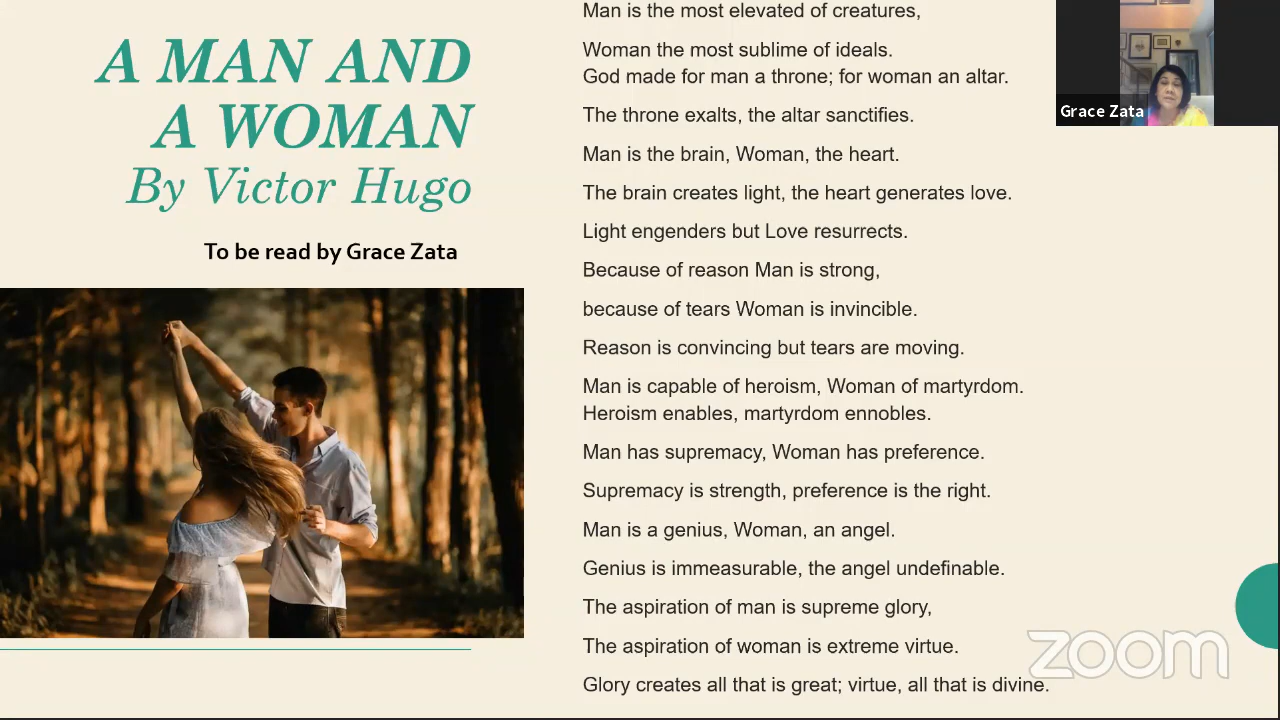 A MAN AND
A WOMAN
By Victor Hugo
To be read by Grace Zata
Man is the most elevated of creatures,
Woman the most sublime of ideals.
God made for man a throne; for woman an altar.
The throne exalts, the altar sanctifies.
Man is the brain, Woman, the heart.
The brain creates light, the heart generates love.
Light engenders but Love resurrects.
Because of reason Man is strong,
because of tears Woman is invincible.
Reason is convincing but tears are moving.
Man is capable of heroism, Woman of martyrdom.
Heroism enables, martyrdom ennobles.
Man has supremacy, Woman has preference.
Supremacy is strength, preference is the right.
Man is a genius, Woman, an angel.
Genius is immeasurable, the angel undefinable.
The aspiration of man is supreme glory,
The aspiration of woman is extreme virtue.
Glory creates all that is great; virtue, all that is divine.
Grace Zata
zoom